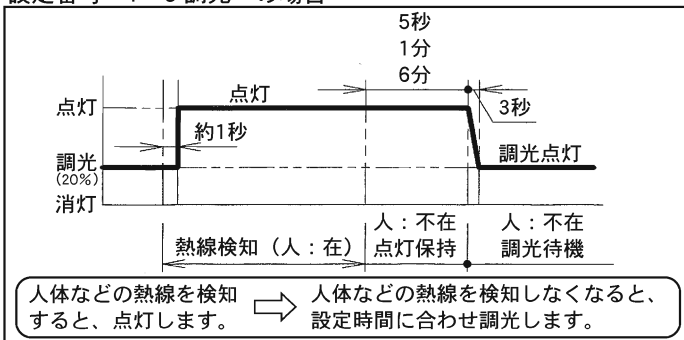 5秒
1分
6分
点灯
点灯
3秒
約1秒
調光
(20%)
調光点灯
消灯
熱線検知(人:在)
人:不在
点灯保持
人:不在
調光待機
人体などの熱線を検知
すると、点灯します。
人体などの熱線を検知しなくなると、
設定時間に合わせ調光します。